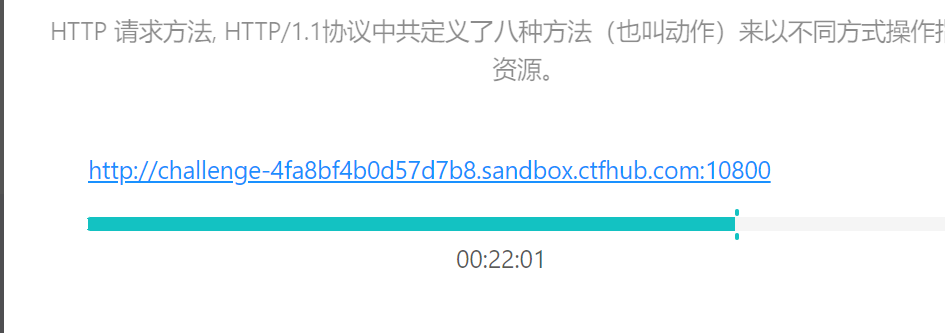 HTTP 请求方法, HTTP/1.1协议中共定义了八种方法（也叫动作）来以不同方式操作
资源。
http://challenge-4fa8bf4b0d57d7b8.sandbox.ctfhub.com:10800
00:22:01